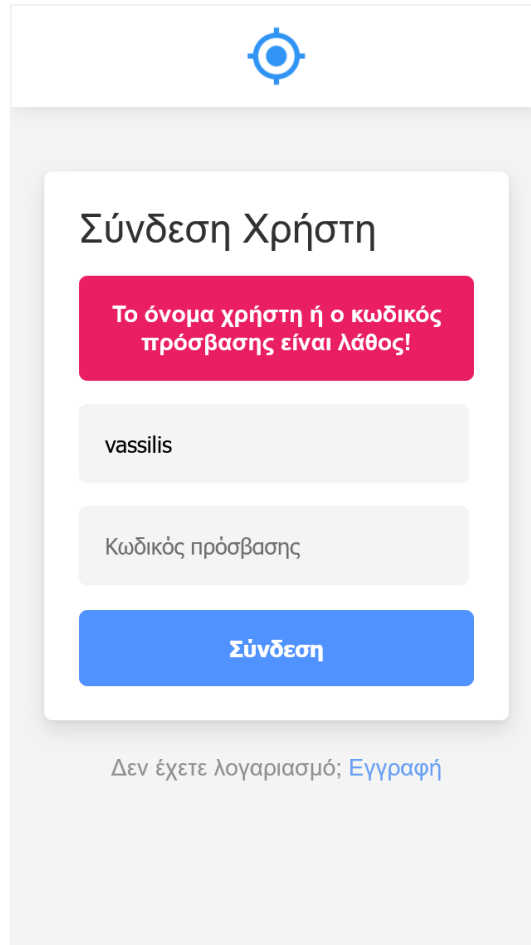 Σύνδεση Χρήστη
Το όνομα χρήστη ή ο κωδικός
πρόσβασης είναι λάθος!
vassilis
Κωδικός πρόσβασης
Σύνδεση
Δεν έχετε λογαριασμό; Εγγραφή